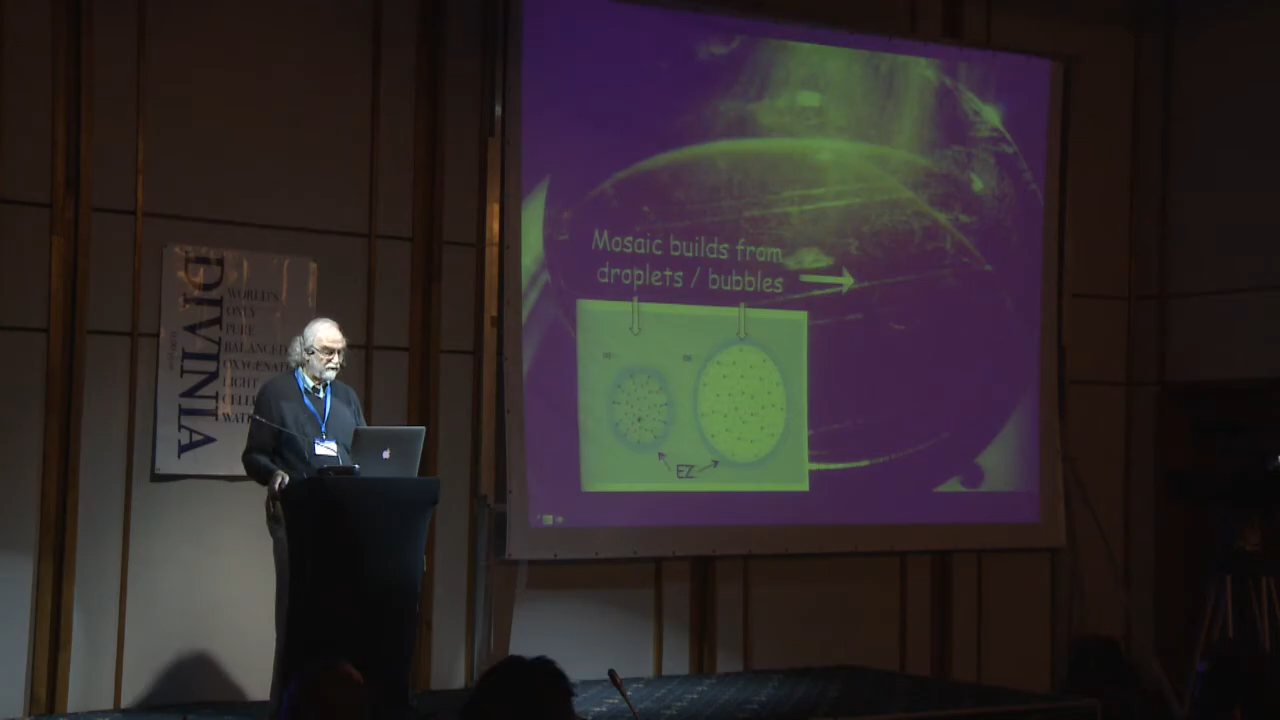 DIVINIA
WORLD'S
ONLY
PURE
BALANCED
OXYGENATED
LIGHT
CELL
WATER
Mosaic builds from
droplets / bubbles
EZ